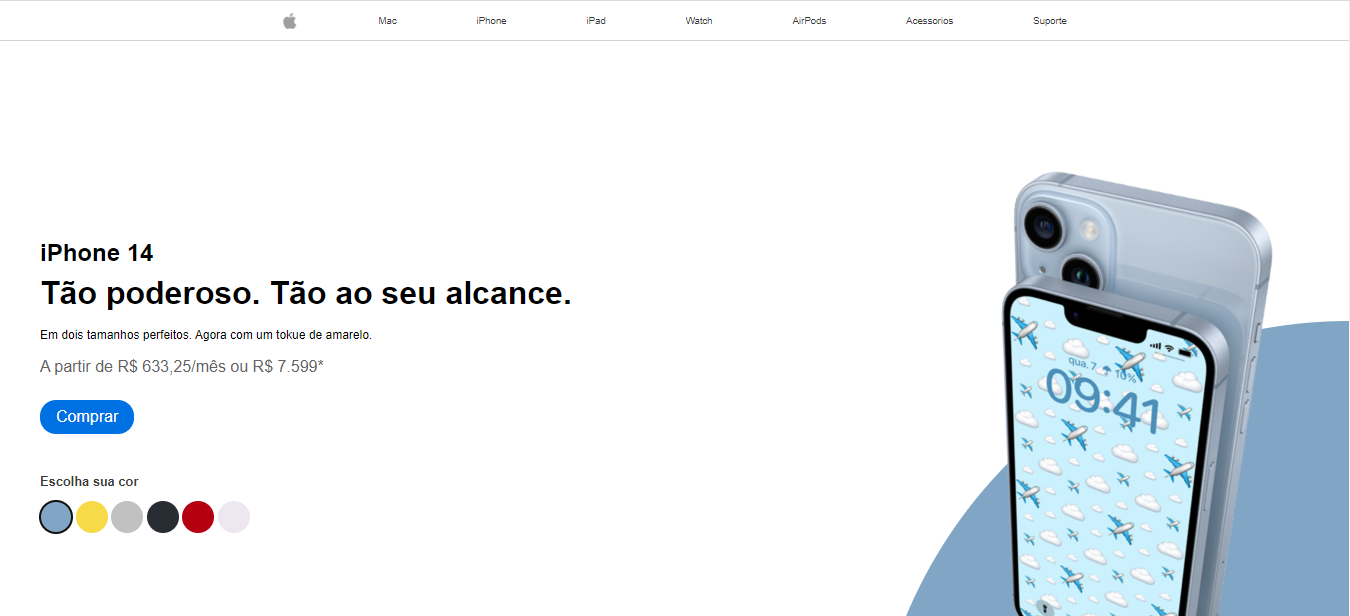 Mac iPhone iPad Watch AirPods Acessorios Suporte
iPhone 14
Tão poderoso. Tão ao seu alcance.
Em dois tamanhos perfeitos. Agora com um tokue de amarelo.
A partir de R$ 633,25/mês ou R$ 7.599*
Comprar
Escolha sua cor
qua. 7 10%
09:41